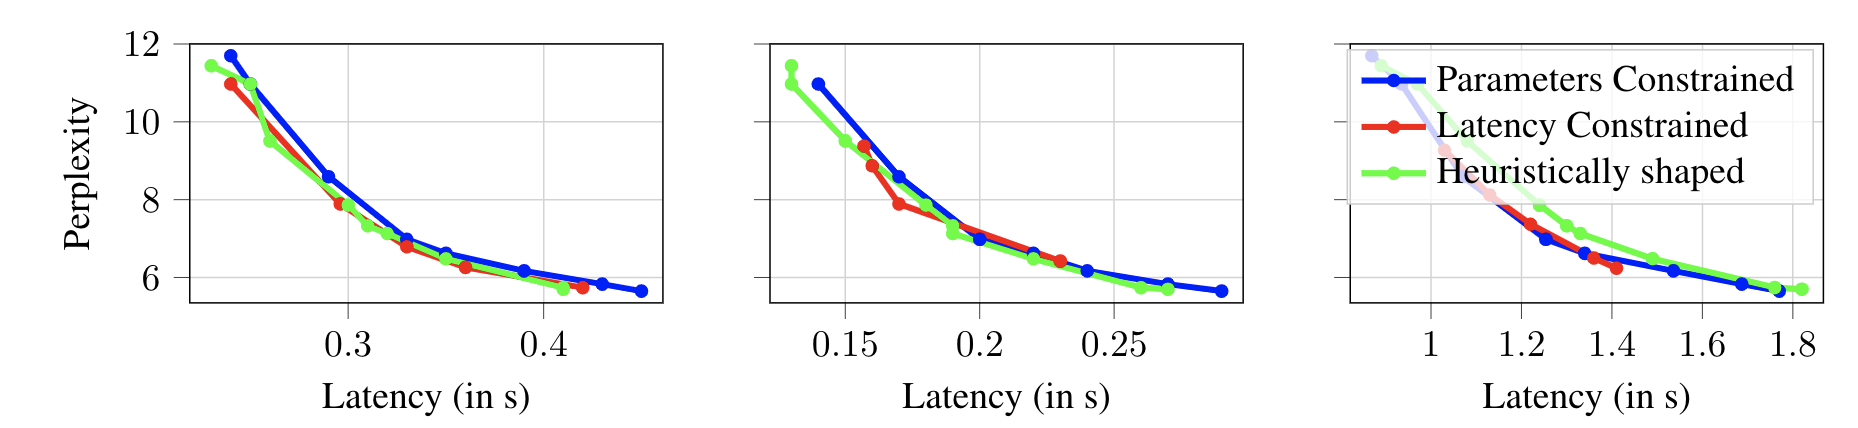 12
10
8
6
Perplexity
0.3 0.4
Latency (in s)
0.15 0.2 0.25
Latency (in s)
Parameters Constrained
Latency Constrained
Heuristically shaped
1 1.2 1.4 1.6 1.8
Latency (in s)